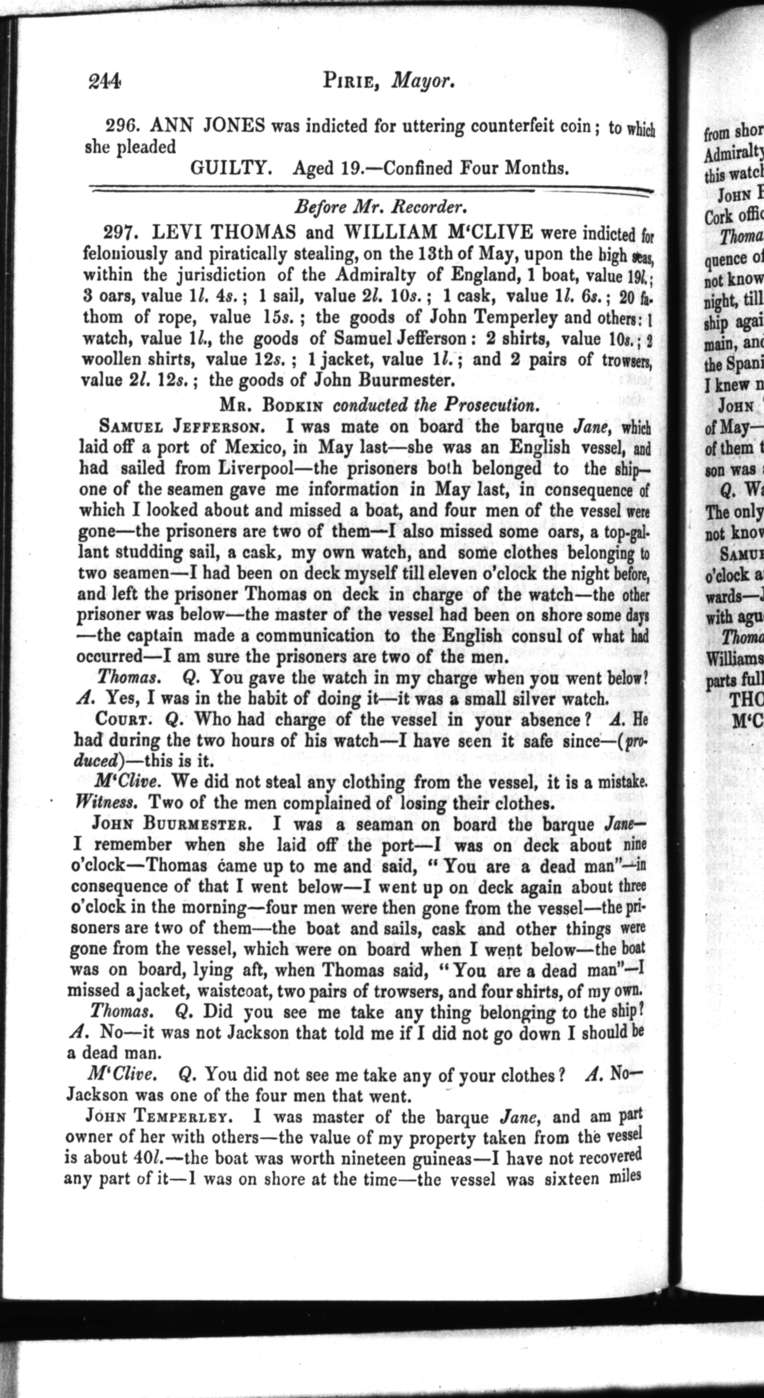 244 PIRIE, Mayor.
296. ANN JONES was indicted for uttering counterfeit coin; to which
she pleaded
GUILTY. Aged 19.—Confined Four Months.
Before Mr. Recorder.
297. LEVI THOMAS and WILLIAM M‘CLIVE were indicted for
feloniously and piratically stealing, on the 13th of May, upon the high seas,
within the jurisdiction of the Admiralty of England, 1 boat, value 19l.;
3 oars, value 1l. 4s.; 1 sail, value 2l. 10s.; 1 cask, value 1l. 6s.; 20 fa-
thom of rope, value 15s.; the goods of John Temperley and others: 1
watch, value 1l., the goods of Samuel Jefferson: 2 shirts, value 10s.; 2
woollen shirts, value 12s.; 1 jacket, value 1l.; and 2 pairs of trowsers,
value 2l. 12s.; the goods of John Buurmester.
MR. BODKIN conducted the Prosecution.
SAMUEL JEFFERSON. I was mate on board the barque Jane, which
laid off a port of Mexico, in May last—she was an English vessel, and
had sailed from Liverpool—the prisoners both belonged to the ship—
one of the seamen gave me information in May last, in consequence of
which I looked about and missed a boat, and four men of the vessel were
gone—the prisoners are two of them—I also missed some oars, a top-gal-
lant studding sail, a cask, my own watch, and some clothes belonging to
two seamen—I had been on deck myself till eleven o'clock the night before,
and left the prisoner Thomas on deck in charge of the watch—the other
prisoner was below—the master of the vessel had been on shore some days
—the captain made a communication to the English consul of what had
occurred—I am sure the prisoners are two of the men.
Thomas. Q. You gave the watch in my charge when you went below?
A. Yes, I was in the habit of doing it—it was a small silver watch.
COURT. Q. Who had charge of the vessel in your absence? A. He
had during the two hours of his watch—I have seen it safe since—(pro-
duced)—this is it.
M‘Clive. We did not steal any clothing from the vessel, it is a mistake.
Witness. Two of the men complained of losing their clothes.
JOHN BUURMESTER. I was a seaman on board the barque Jane—
I remember when she laid off the port—I was on deck about nine
o'clock—Thomas came up to me and said, "You are a dead man"—in
consequence of that I went below—I went up on deck again about three
o'clock in the morning—four men were then gone from the vessel—the pri-
soners are two of them—the boat and sails, cask and other things were
gone from the vessel, which were on board when I went below—the boat
was on board, lying aft, when Thomas said, "You are a dead man"—I
missed a jacket, waistcoat, two pairs of trowsers, and four shirts, of my own.
Thomas. Q. Did you see me take any thing belonging to the ship?
A. No—it was not Jackson that told me if I did not go down I should be
a dead man.
M‘Clive. Q. You did not see me take any of your clothes? A. No—
Jackson was one of the four men that went.
JOHN TEMPERLEY. I was master of the barque Jane, and am part
owner of her with others—the value of my property taken from the vessel
is about 40l.—the boat was worth nineteen guineas—I have not recovered
any part of it—I was on shore at the time—the vessel was sixteen miles
from shor
Admiralty
this watch
JOHN
Cork offic
Thoma
quence of
not know
night, till
ship agai
main, and
the Spani
I knew n
JOHN
of May—
of them t
son was
Q. Wa
The only
not know
SAMUE
o'clock a
wards—
with agu
Thoma
Williams
parts full
THO
M‘C